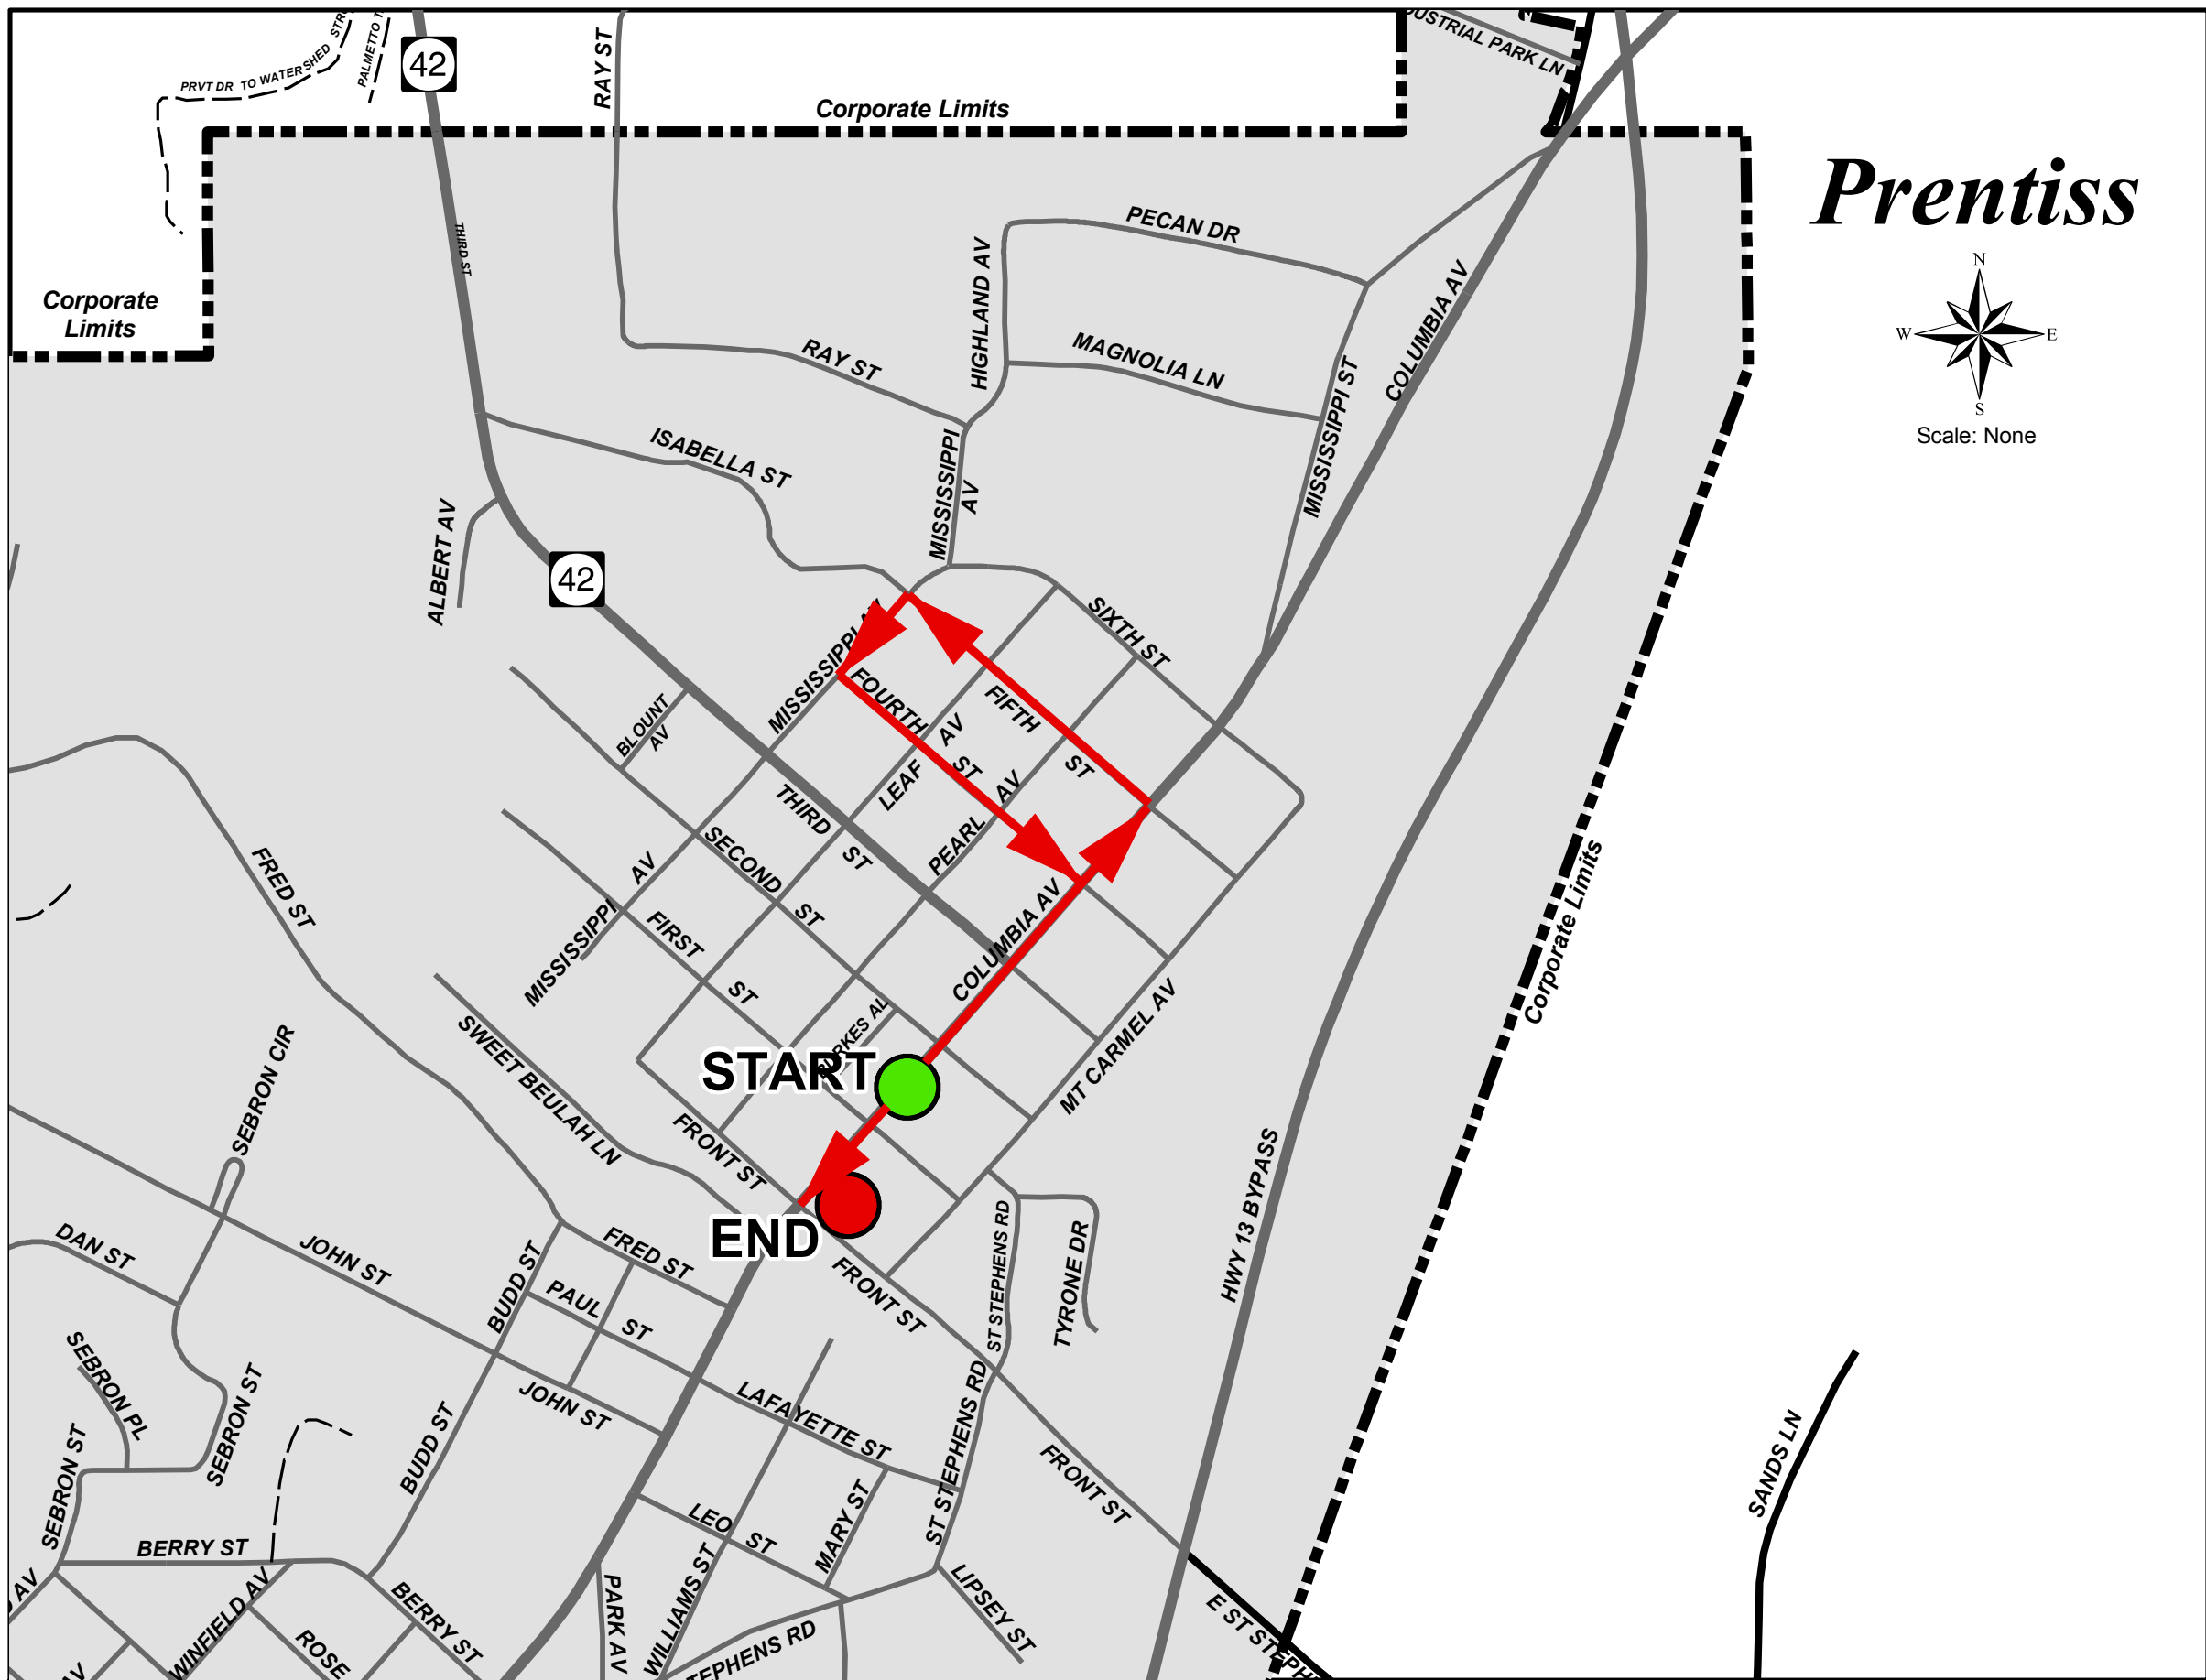 PRVT DR TO WATER SHED
42
RAY ST
Corporate Limits
Prentiss
N
W
E
S
Scale: None
THIRD ST
Corporate
Limits
PECAN DR
HIGHLAND AV
COLUMBIA AV
MAGNOLIA LN
RAY ST
MISSISSIPPI ST
ISABELLA ST
MISSISSIPPI
AV
ALBERT AV
42
SIXTH ST
MISSISSIPPI
FOURTH
ST
FIFTH
ST
BLOUNT
AV
LEAF
AV
PEARL
AV
THIRD
ST
SECOND
ST
FIRST
ST
MISSISSIPPI
AV
COLUMBIA AV
FRED ST
Corporate Limits
MT CARMEL AV
START
SWEET BEULAH LN
SEBRON CIR
FRONT ST
END
HWY 13 BYPASS
ST STEPHENS RD
TYRONE DR
DAN ST
JOHN ST
FRED ST
BUDD ST
PAUL
ST
FRONT ST
SEBRON PL
SEBRON ST
JOHN ST
LAFAYETTE ST
ST STEPHENS RD
BUDD ST
SEBRON ST
MARY ST
FRONT ST
SANDS LN
LEO
ST
BERRY ST
AV
WINFIELD AV
BERRY ST
PARK AV
WILLIAMS ST
LIPSEY ST
ROSE
AV